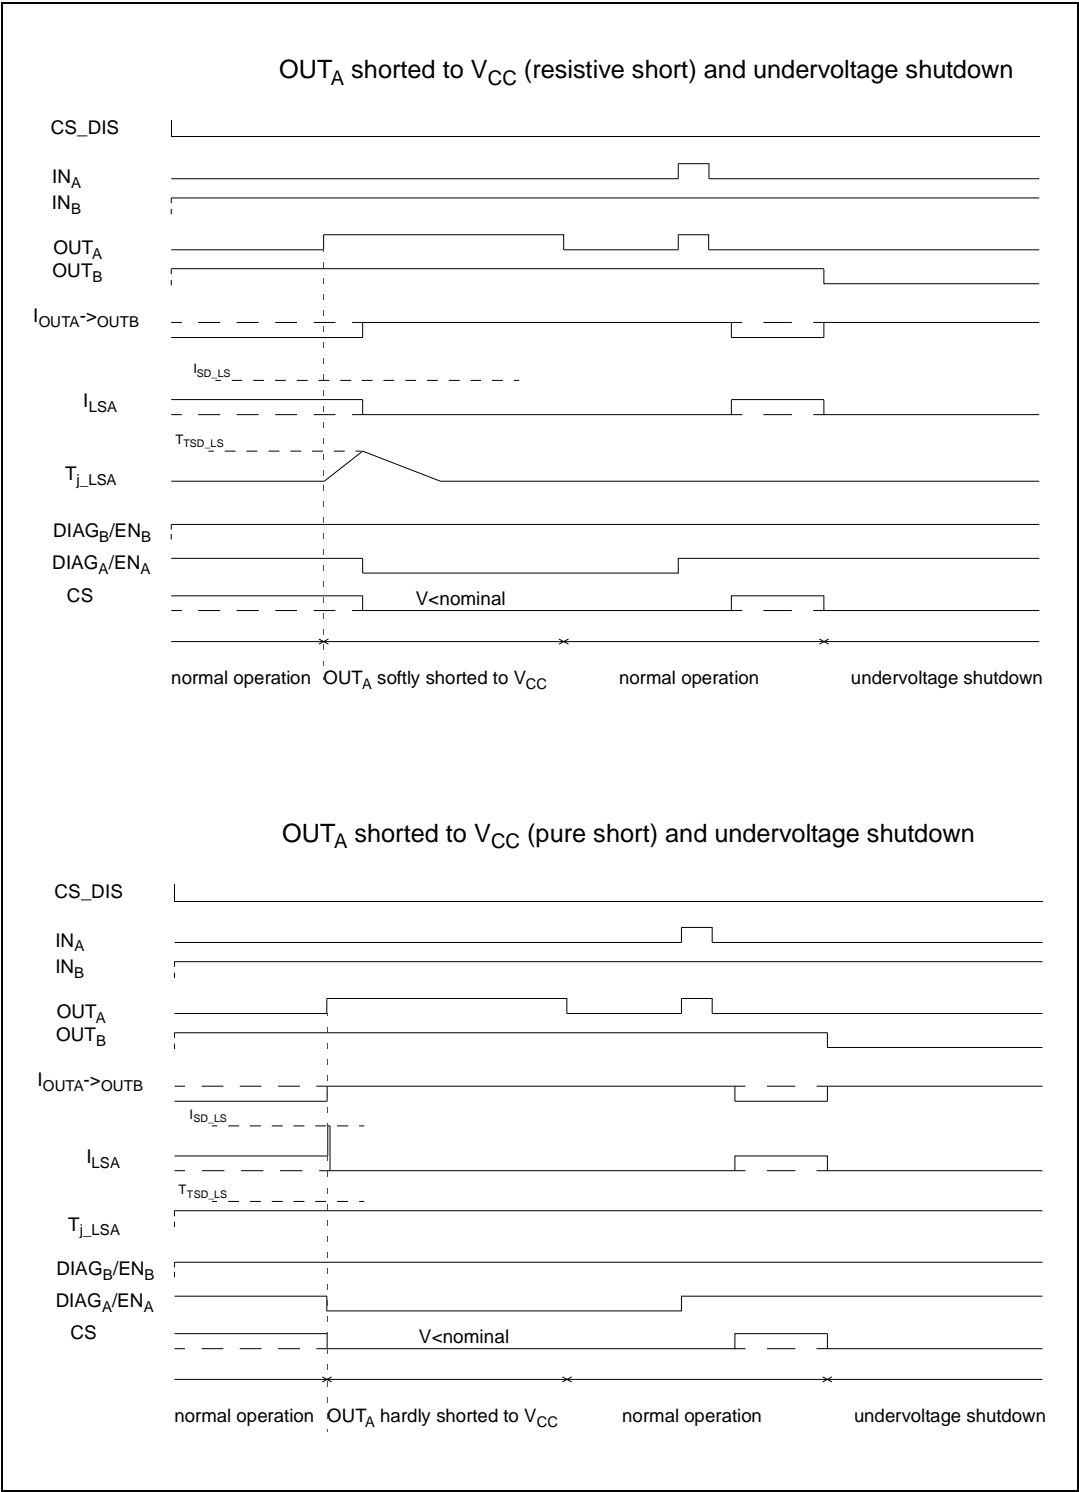 OUTA shorted to VCC (resistive short) and undervoltage shutdown
CS_DIS
INA
INB
OUTA
OUTB
IOUTA->OUTB
ISD_LS
ILSA
TTSD_LS
Tj_LSA
DIAGB/ENB
DIAGA/ENA
CS
V<nominal
normal operation OUTA softly shorted to VCC normal operation undervoltage shutdown
OUTA shorted to VCC (pure short) and undervoltage shutdown
CS_DIS
INA
INB
OUTA
OUTB
IOUTA->OUTB
ISD_LS
ILSA
TTSD_LS
Tj_LSA
DIAGB/ENB
DIAGA/ENA
CS
V<nominal
normal operation OUTA hardly shorted to VCC normal operation undervoltage shutdown